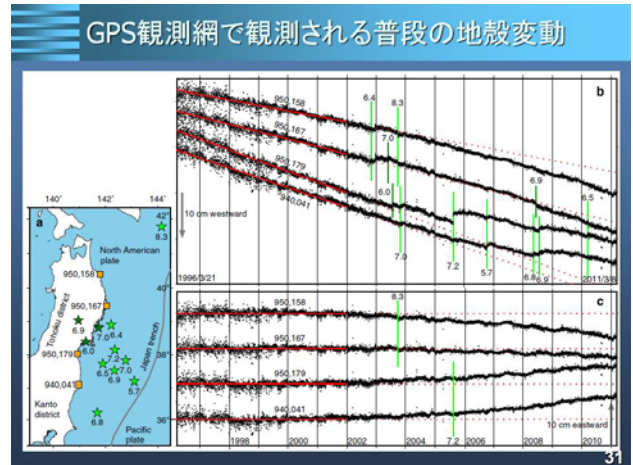 GPS観測網で観測される普段の地殻変動
140˚ 142˚ 144˚
a
42˚
8.3
North American
plate
950,158
40˚
Tohoku district
950,167
6.9
7.0
6.4
6.0
Japan trench
950,179
7.2
38˚
6.5
7.0
6.9
5.7
940,041
Kanto
district
6.8
36˚
Pacific
plate
b
950,158
6.4
8.3
950,167
7.0
950,179
6.0
6.9
940,041
6.5
10 cm westward
7.0
7.2
5.7
6.8
6.9
1996/3/21
2011/3/8
c
950,158
8.3
950,167
950,179
940,041
10 cm eastward
7.2
1998 2000 2002 2004 2006 2008 2010
31